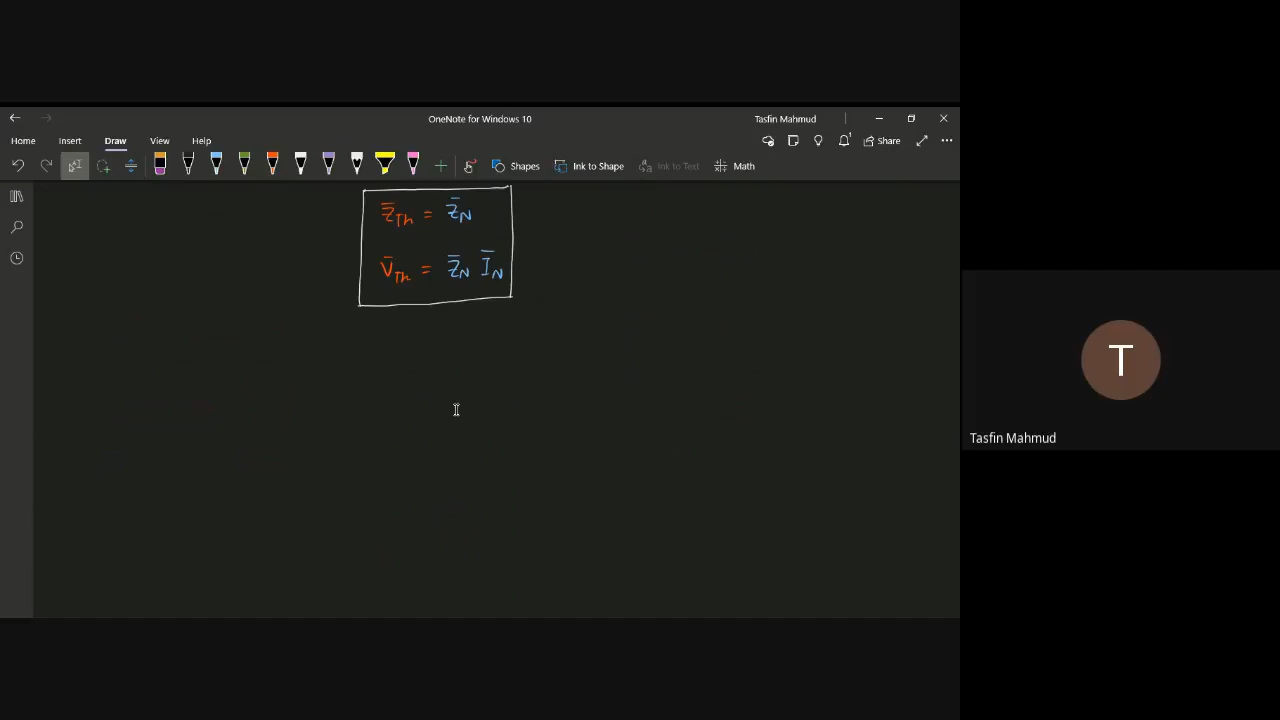 OneNote for Windows 10
Tasfin Mahmud
Home Insert Draw View Help
Share
Shapes Ink to Shape Ink to Text Math
Z̄Th = Z̄N
V̄Th = Z̄N ĪN
T
Tasfin Mahmud